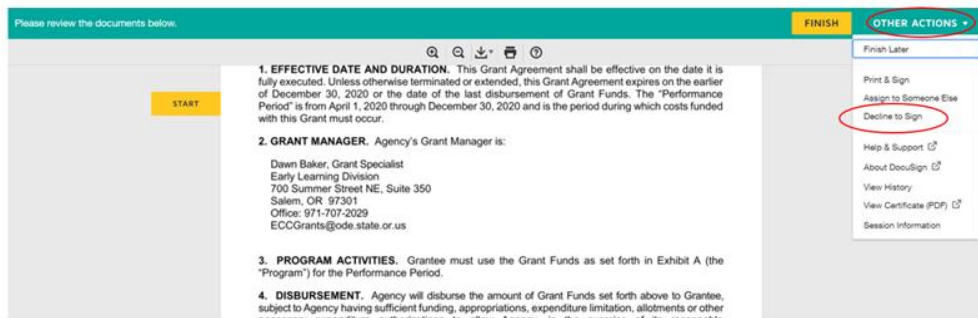 Please review the documents below.
FINISH
OTHER ACTIONS
Finish Later
Print & Sign
Assign to Someone Else
Decline to Sign
Help & Support
About DocuSign
View History
View Certificate (PDF)
Session Information
START
1. EFFECTIVE DATE AND DURATION. This Grant Agreement shall be effective on the date it is
fully executed. Unless otherwise terminated or extended, this Grant Agreement expires on the earlier
of December 30, 2020 or the date of the last disbursement of Grant Funds. The "Performance
Period" is from April 1, 2020 through December 30, 2020 and is the period during which costs funded
with this Grant must occur.
2. GRANT MANAGER. Agency's Grant Manager is:
Dawn Baker, Grant Specialist
Early Learning Division
700 Summer Street NE, Suite 350
Salem, OR 97301
Office: 971-707-2029
ECCGrants@ode.state.or.us
3. PROGRAM ACTIVITIES. Grantee must use the Grant Funds as set forth in Exhibit A (the
"Program") for the Performance Period.
4. DISBURSEMENT. Agency will disburse the amount of Grant Funds set forth above to Grantee,
subject to Agency having sufficient funding, appropriations, expenditure limitation, allotments or other